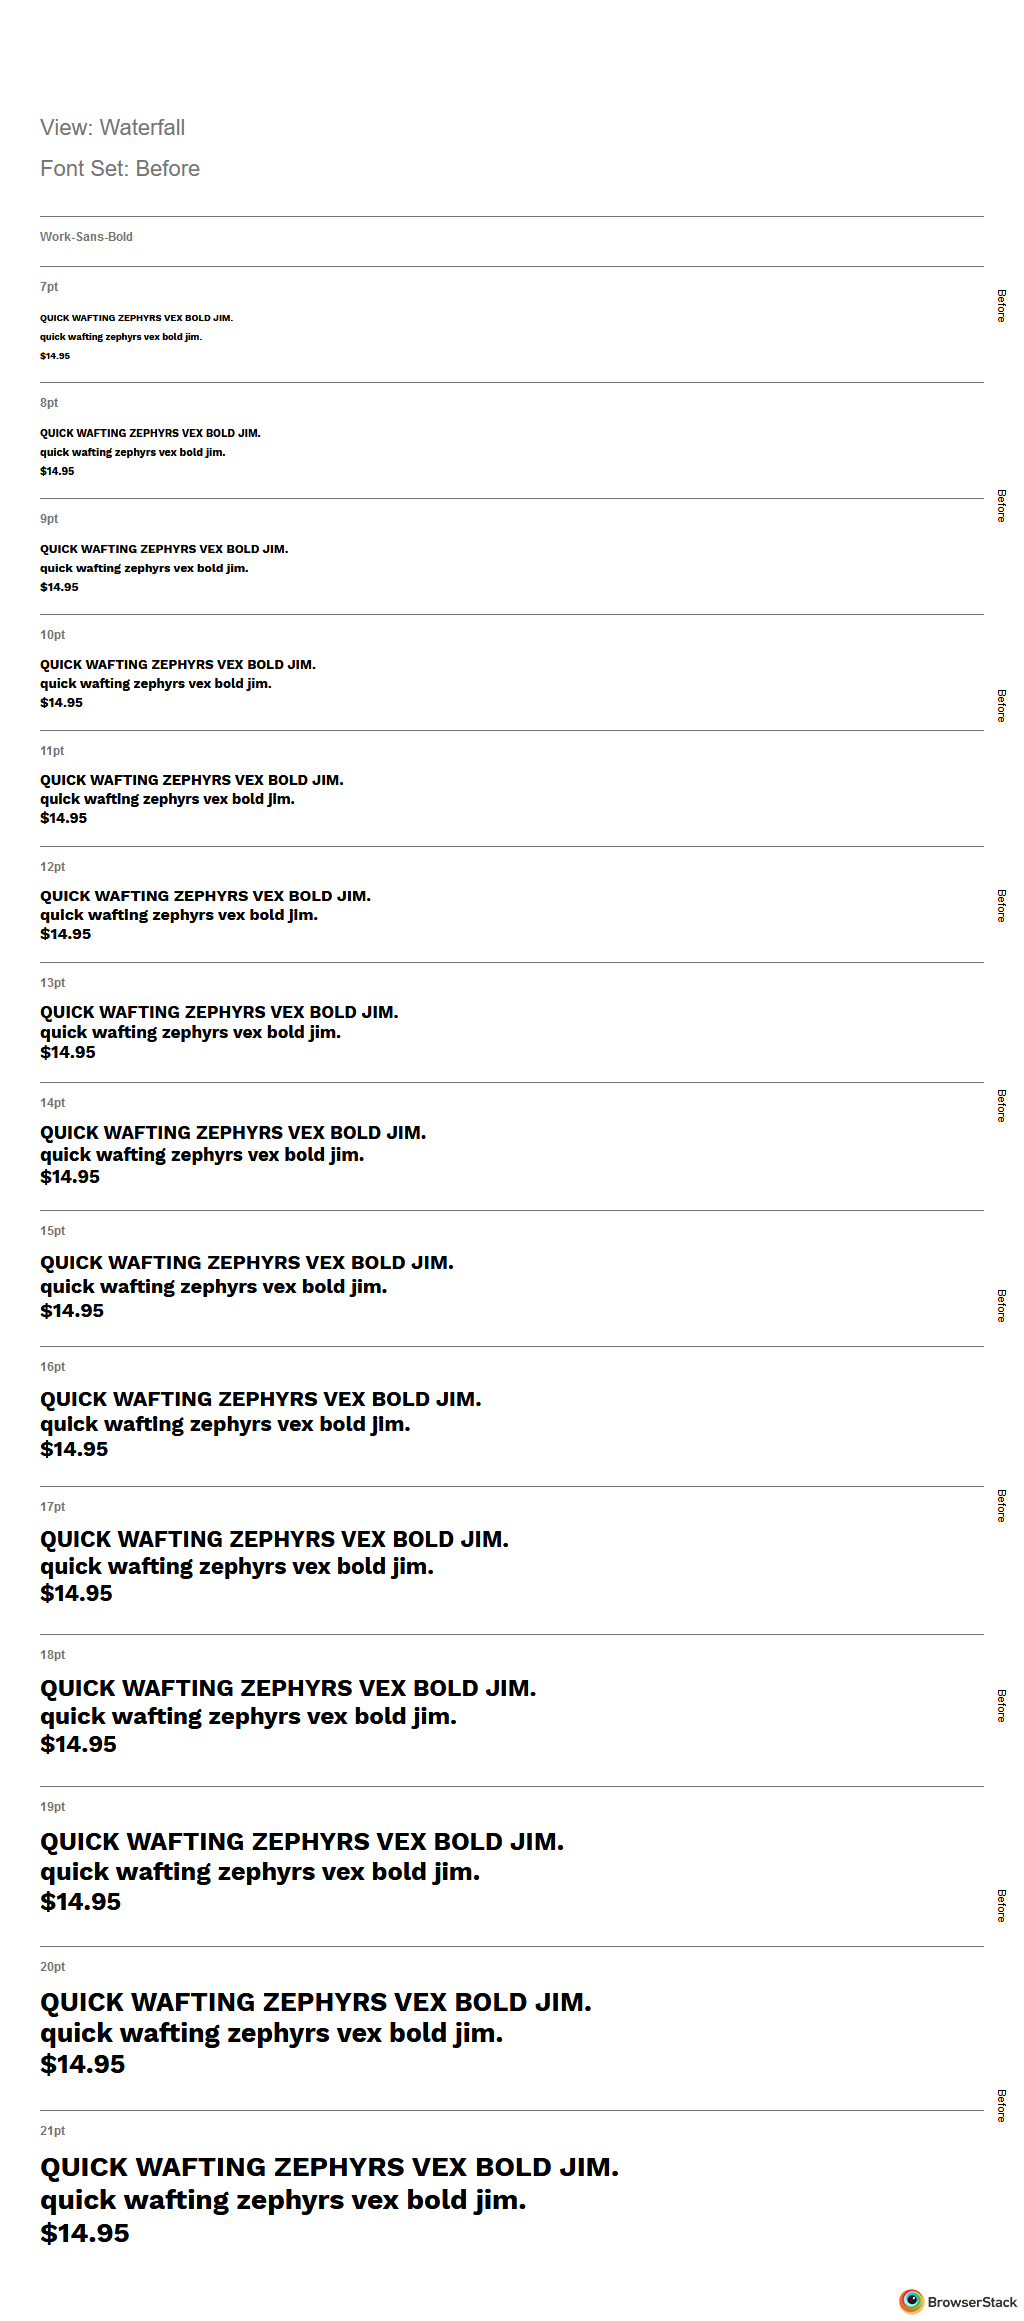 View: Waterfall
Font Set: Before
Work-Sans-Bold
7pt
Before
QUICK WAFTING ZEPHYRS VEX BOLD JIM.
quick wafting zephyrs vex bold jim.
$14.95
8pt
QUICK WAFTING ZEPHYRS VEX BOLD JIM.
quick wafting zephyrs vex bold jim.
$14.95
Before
9pt
QUICK WAFTING ZEPHYRS VEX BOLD JIM.
quick wafting zephyrs vex bold jim.
$14.95
10pt
QUICK WAFTING ZEPHYRS VEX BOLD JIM.
quick wafting zephyrs vex bold jim.
$14.95
Before
11pt
QUICK WAFTING ZEPHYRS VEX BOLD JIM.
quick wafting zephyrs vex bold jim.
$14.95
12pt
QUICK WAFTING ZEPHYRS VEX BOLD JIM.
Before
quick wafting zephyrs vex bold jim.
$14.95
13pt
QUICK WAFTING ZEPHYRS VEX BOLD JIM.
quick wafting zephyrs vex bold jim.
$14.95
14pt
Before
QUICK WAFTING ZEPHYRS VEX BOLD JIM.
quick wafting zephyrs vex bold jim.
$14.95
15pt
QUICK WAFTING ZEPHYRS VEX BOLD JIM.
quick wafting zephyrs vex bold jim.
Before
$14.95
16pt
QUICK WAFTING ZEPHYRS VEX BOLD JIM.
quick wafting zephyrs vex bold jim.
$14.95
17pt
Before
QUICK WAFTING ZEPHYRS VEX BOLD JIM.
quick wafting zephyrs vex bold jim.
$14.95
18pt
QUICK WAFTING ZEPHYRS VEX BOLD JIM.
Before
quick wafting zephyrs vex bold jim.
$14.95
19pt
QUICK WAFTING ZEPHYRS VEX BOLD JIM.
quick wafting zephyrs vex bold jim.
$14.95
Before
20pt
QUICK WAFTING ZEPHYRS VEX BOLD JIM.
quick wafting zephyrs vex bold jim.
$14.95
Before
21pt
QUICK WAFTING ZEPHYRS VEX BOLD JIM.
quick wafting zephyrs vex bold jim.
$14.95
BrowserStack